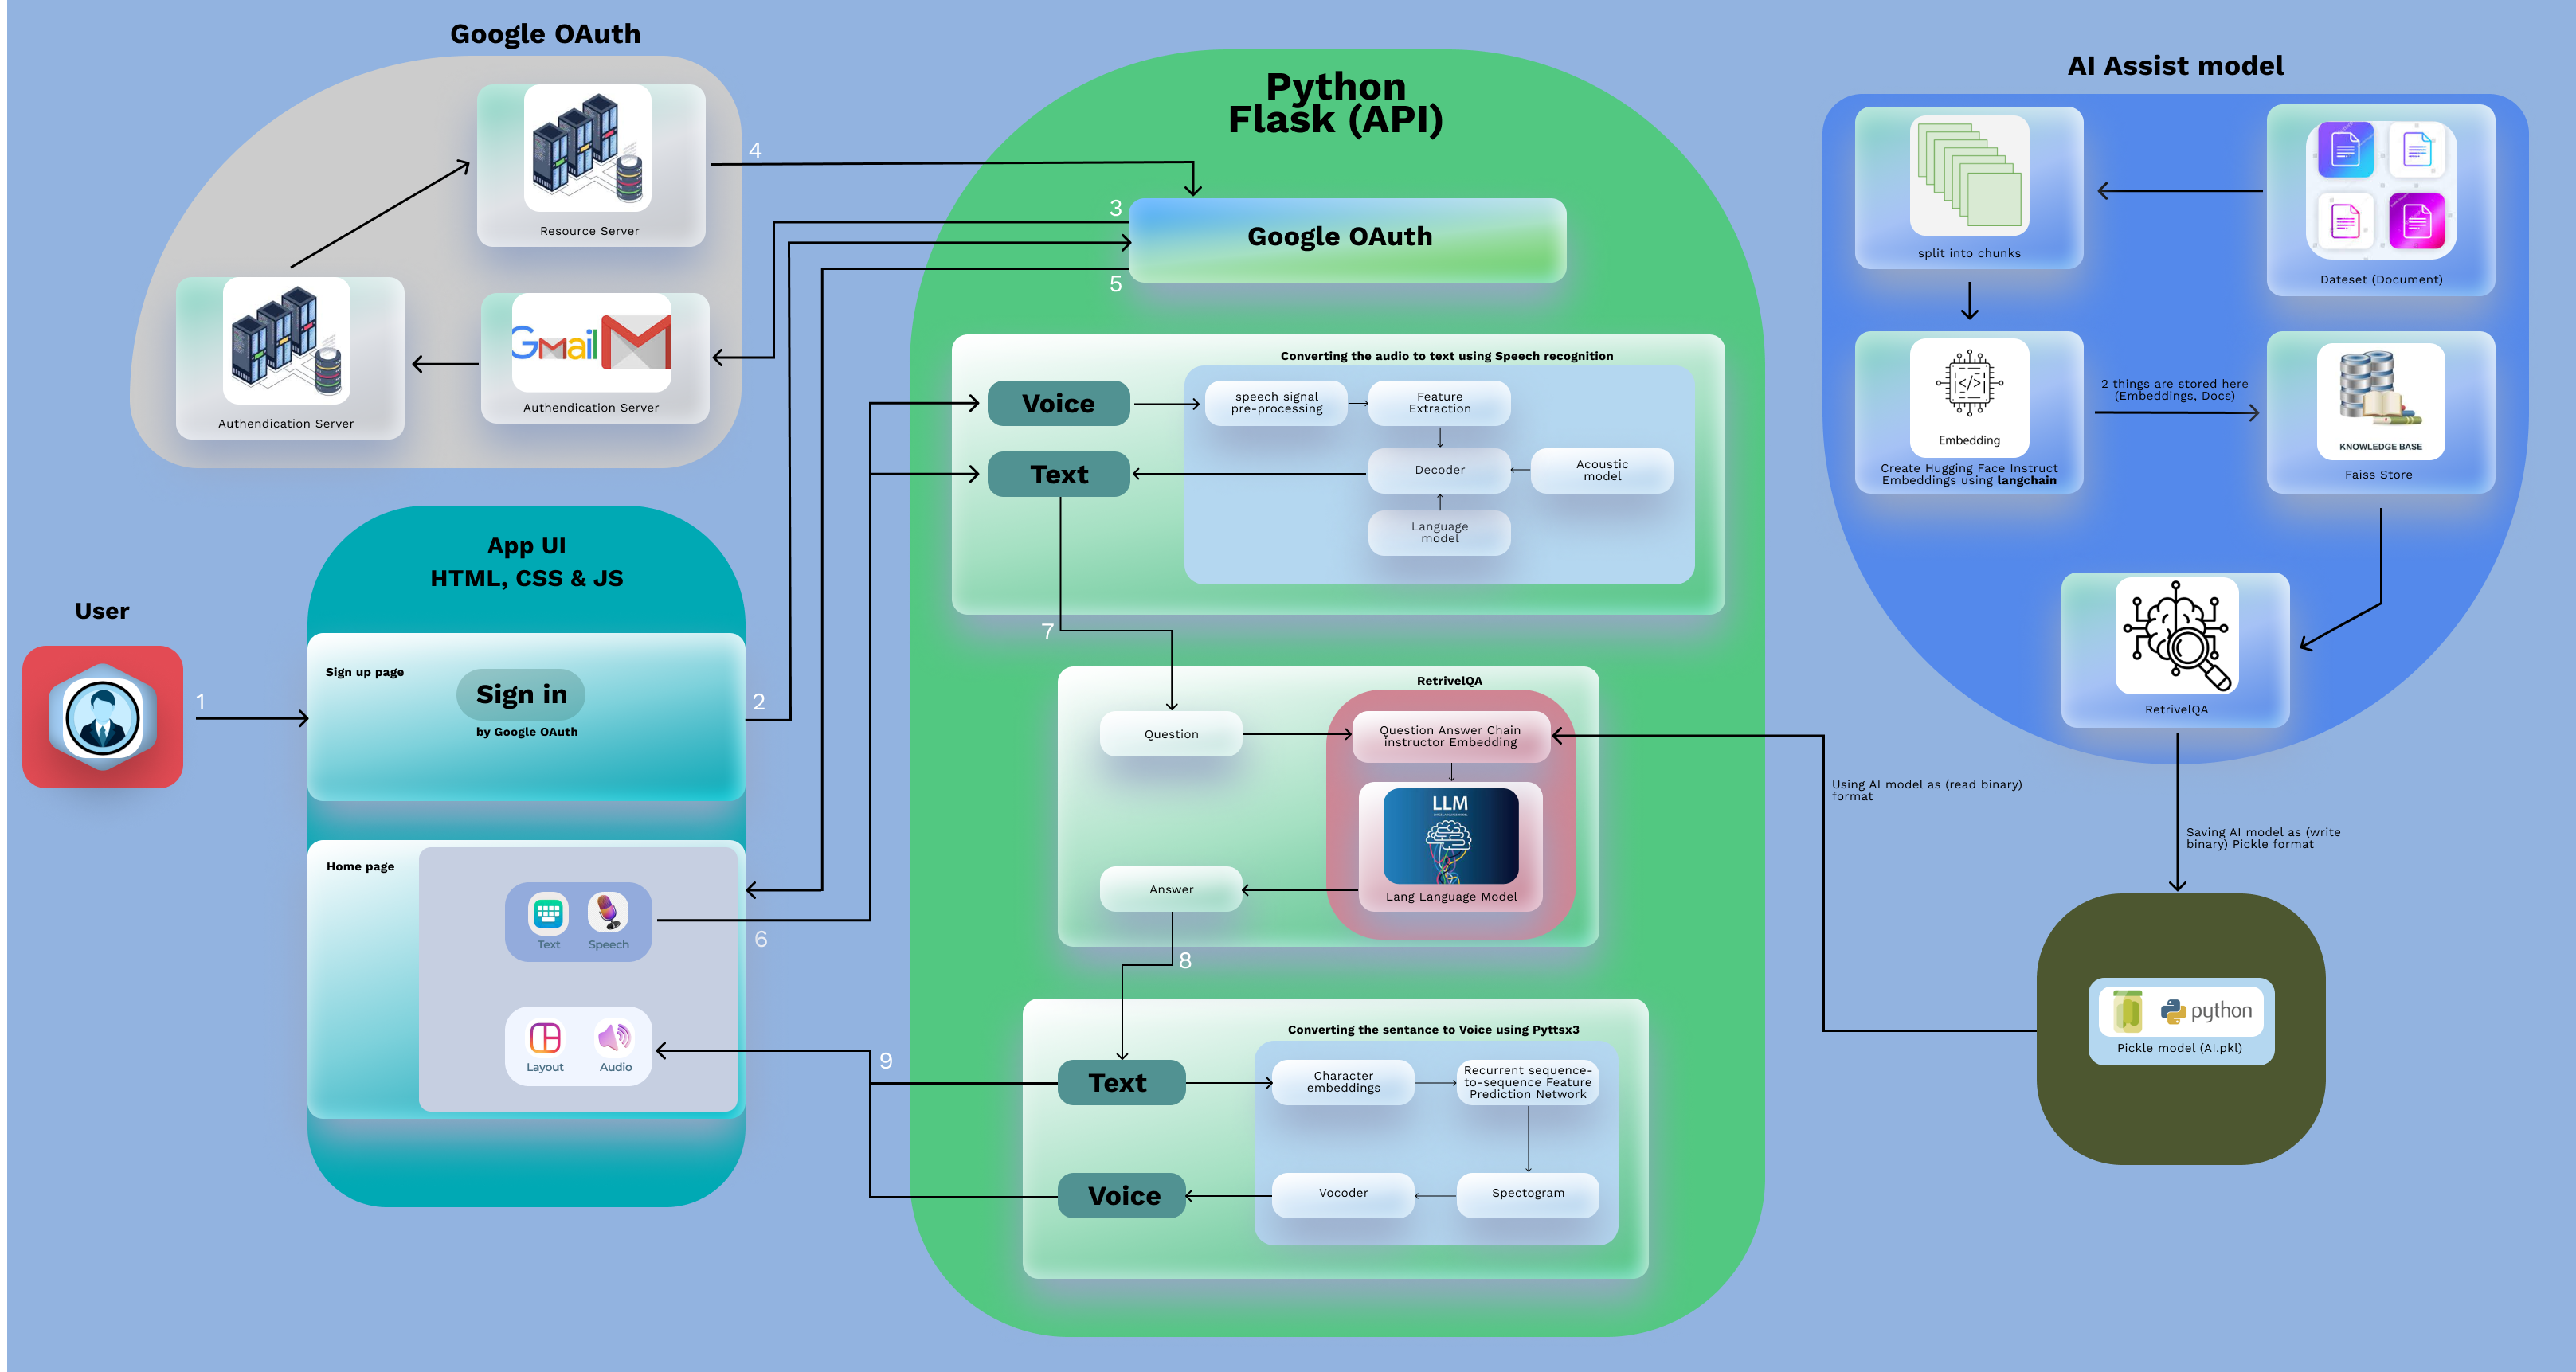 Google OAuth
Resource Server
Authendication Server
Gmail
Authendication Server
App UI
HTML, CSS & JS
User
Sign up page
Sign in
by Google OAuth
1
2
Home page
Text
Speech
6
Layout
Audio
9
4
3
5
Python
Flask (API)
Google OAuth
Converting the audio to text using Speech recognition
Voice
speech signal
pre-processing
Feature
Extraction
Text
Decoder
Acoustic
model
Language
model
7
RetrivelQA
Question
Question Answer Chain
instructor Embedding
LLM
Lang Language Model
Answer
8
Converting the sentance to Voice using Pyttsx3
Text
Character
embeddings
Recurrent sequence-
to-sequence Feature
Prediction Network
Voice
Vocoder
Spectogram
AI Assist model
split into chunks
Dateset (Document)
Embedding
Create Hugging Face Instruct
Embeddings using langchain
2 things are stored here
(Embeddings, Docs)
KNOWLEDGE BASE
Faiss Store
RetrivelQA
Using AI model as (read binary)
format
Saving AI model as (write
binary) Pickle format
python
Pickle model (AI.pkl)